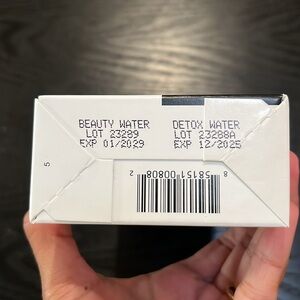 BEAUTY WATER
LOT 23289
EXP 01/2029
DETOX WATER
LOT 23288A
EXP 12/2025
5
8 58151 00808 2